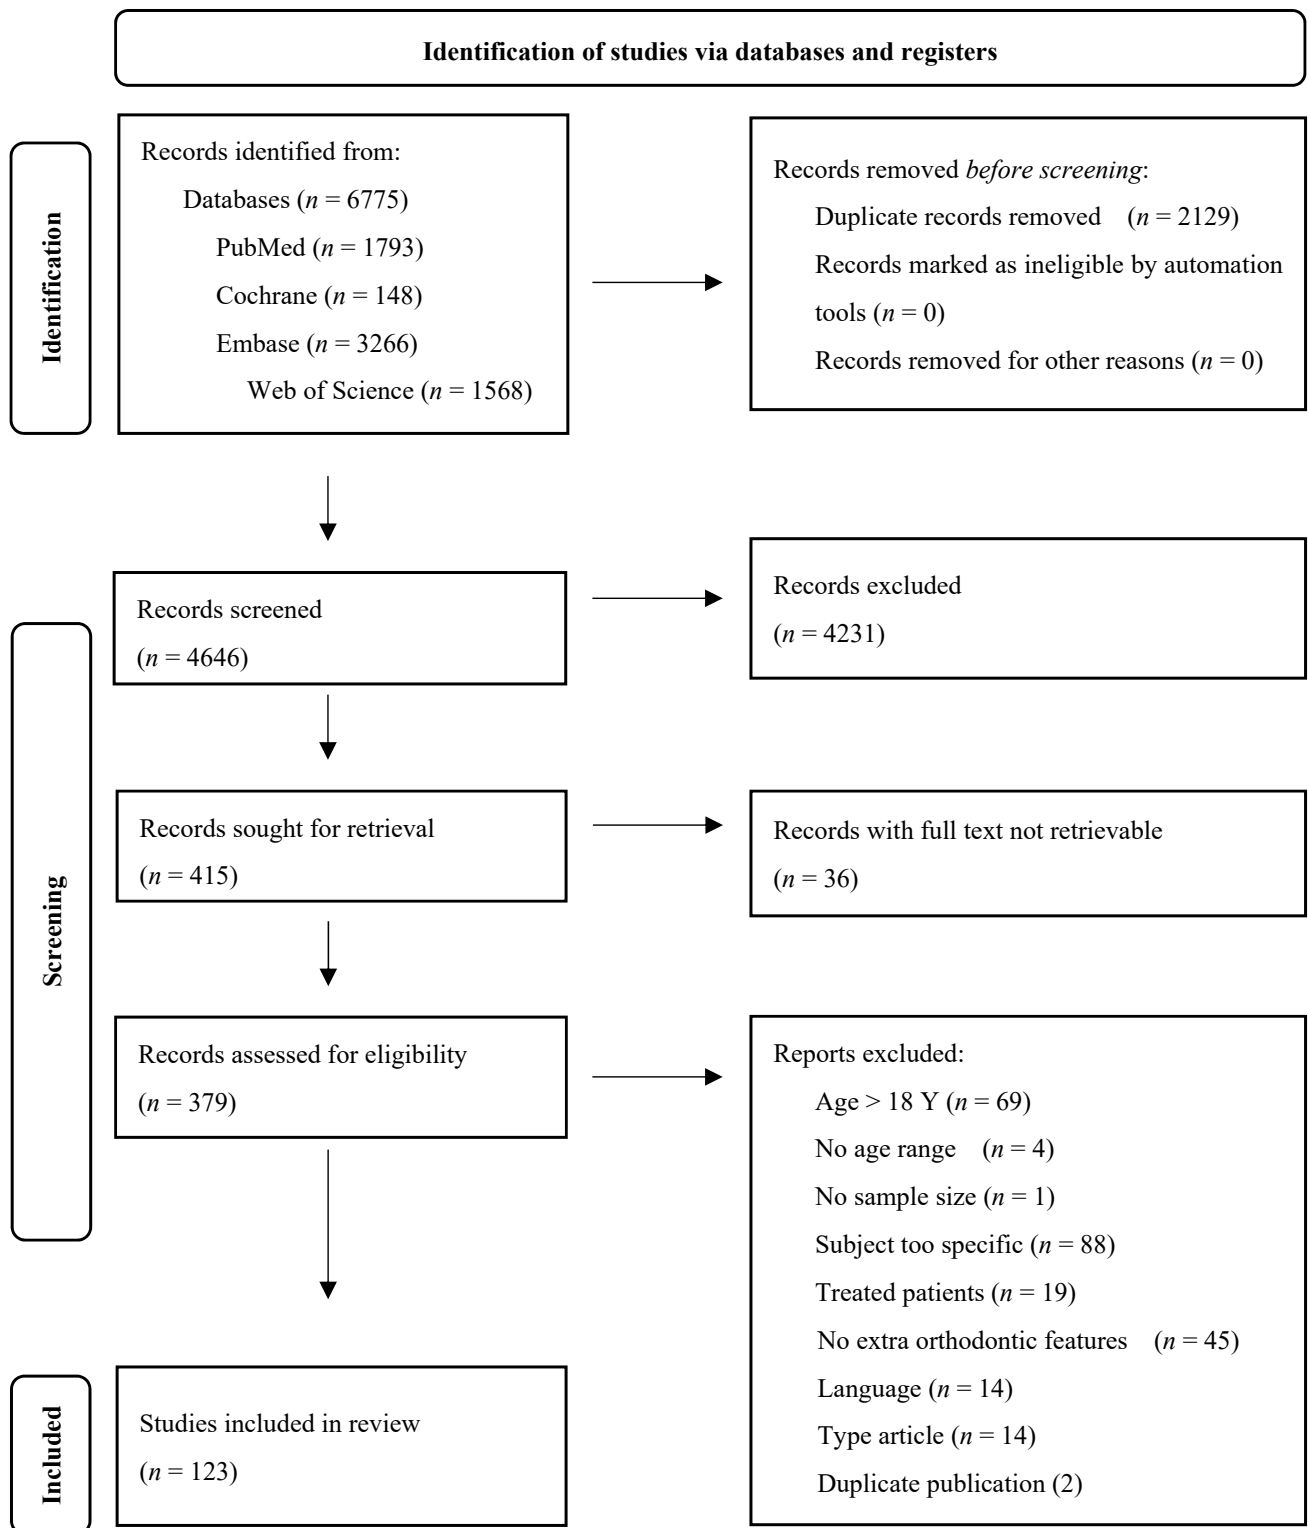 Identification of studies via databases and registers
Identification
Records identified from:
Databases (n = 6775)
PubMed (n = 1793)
Cochrane (n = 148)
Embase (n = 3266)
Web of Science (n = 1568)
Records removed before screening:
Duplicate records removed (n = 2129)
Records marked as ineligible by automation
tools (n = 0)
Records removed for other reasons (n = 0)
Screening
Records screened
(n = 4646)
Records excluded
(n = 4231)
Records sought for retrieval
(n = 415)
Records with full text not retrievable
(n = 36)
Records assessed for eligibility
(n = 379)
Reports excluded:
Age > 18 Y (n = 69)
No age range (n = 4)
No sample size (n = 1)
Subject too specific (n = 88)
Treated patients (n = 19)
No extra orthodontic features (n = 45)
Language (n = 14)
Type article (n = 14)
Duplicate publication (2)
Included
Studies included in review
(n = 123)